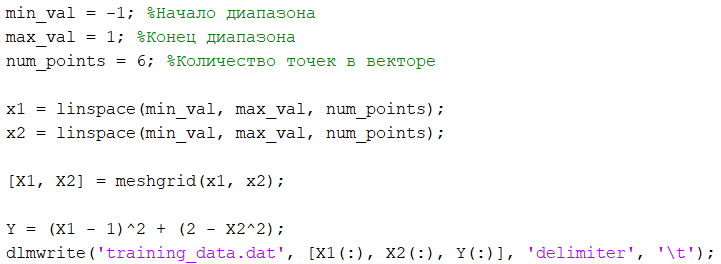 min_val = -1; %Начало диапазона
max_val = 1; %Конец диапазона
num_points = 6; %Количество точек в векторе
x1 = linspace(min_val, max_val, num_points);
x2 = linspace(min_val, max_val, num_points);
[X1, X2] = meshgrid(x1, x2);
Y = (X1 - 1)^2 + (2 - X2^2);
dlmwrite('training_data.dat', [X1(:), X2(:), Y(:)], 'delimiter', '\t');